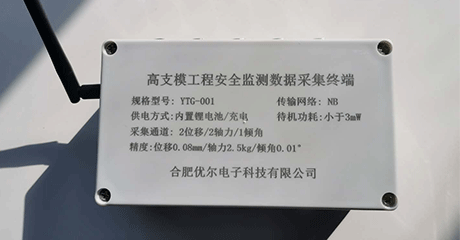 高支模工程安全监测数据采集终端
规格型号: YTG-001 传输网络: NB
供电方式: 内置锂电池/充电 待机功耗: 小于3mW
采集通道: 2位移/2轴力/1倾角
精度: 位移0.08mm/轴力2.5kg/倾角0.01°
合肥优尔电子科技有限公司